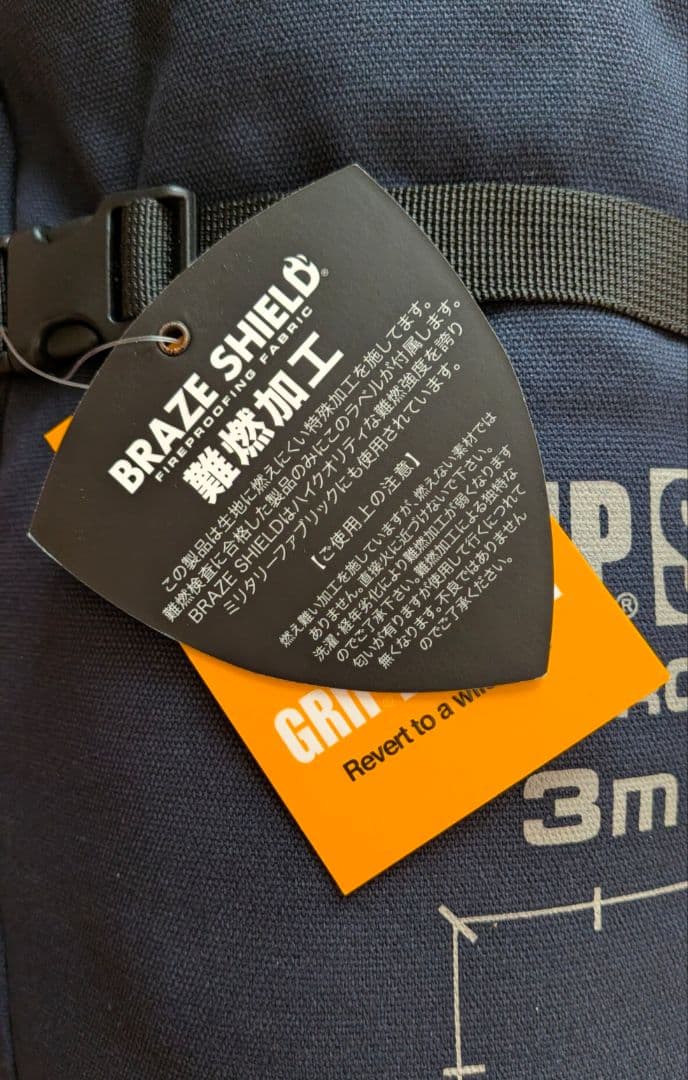 BRAZE SHIELD®
FIREPROOFING FABRIC
難燃加工
この製品は生地に燃えにくい特殊加工を施してます。
難燃検査に合格した製品のみにこのラベルが付属します。
BRAZE SHIELDはハイクオリティな難燃強度を誇り
ミリタリーファブリックにも使用されています。
【ご使用上の注意】
燃え難い加工を施していますが、燃えない素材では
ありません。直接火に近づけないで下さい。
洗濯・経年劣化により難燃加工が弱くなります
のでご了承下さい。難燃加工による独特な
匂いが有りますが使用して行くにつれて
無くなります。不良ではありません
のでご了承ください。
Revert to a
®
3m